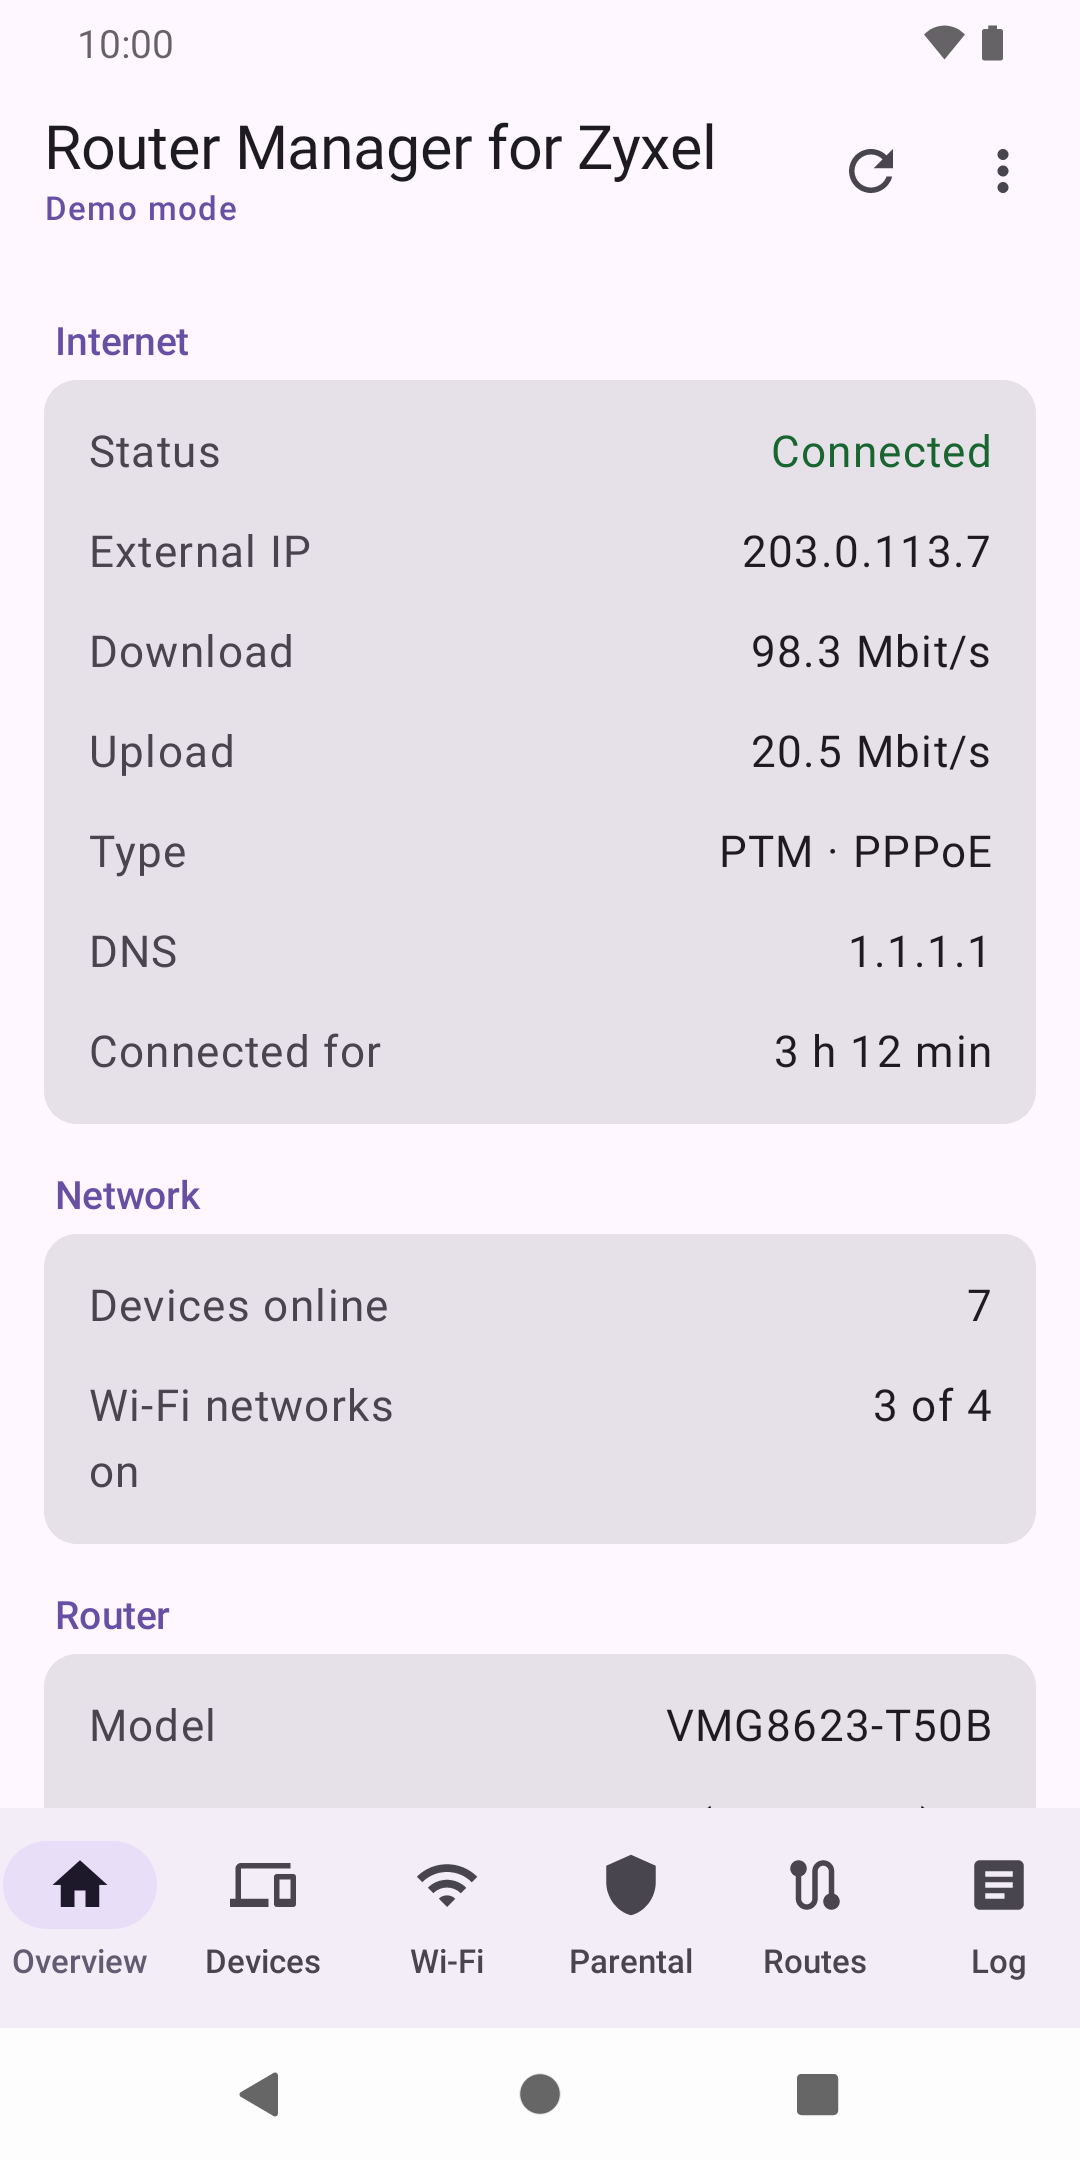 10:00
Router Manager for Zyxel
Demo mode
Internet
Status Connected
External IP 203.0.113.7
Download 98.3 Mbit/s
Upload 20.5 Mbit/s
Type PTM · PPPoE
DNS 1.1.1.1
Connected for 3 h 12 min
Network
Devices online 7
Wi-Fi networks on 3 of 4
Router
Model VMG8623-T50B
Overview Devices Wi-Fi Parental Routes Log